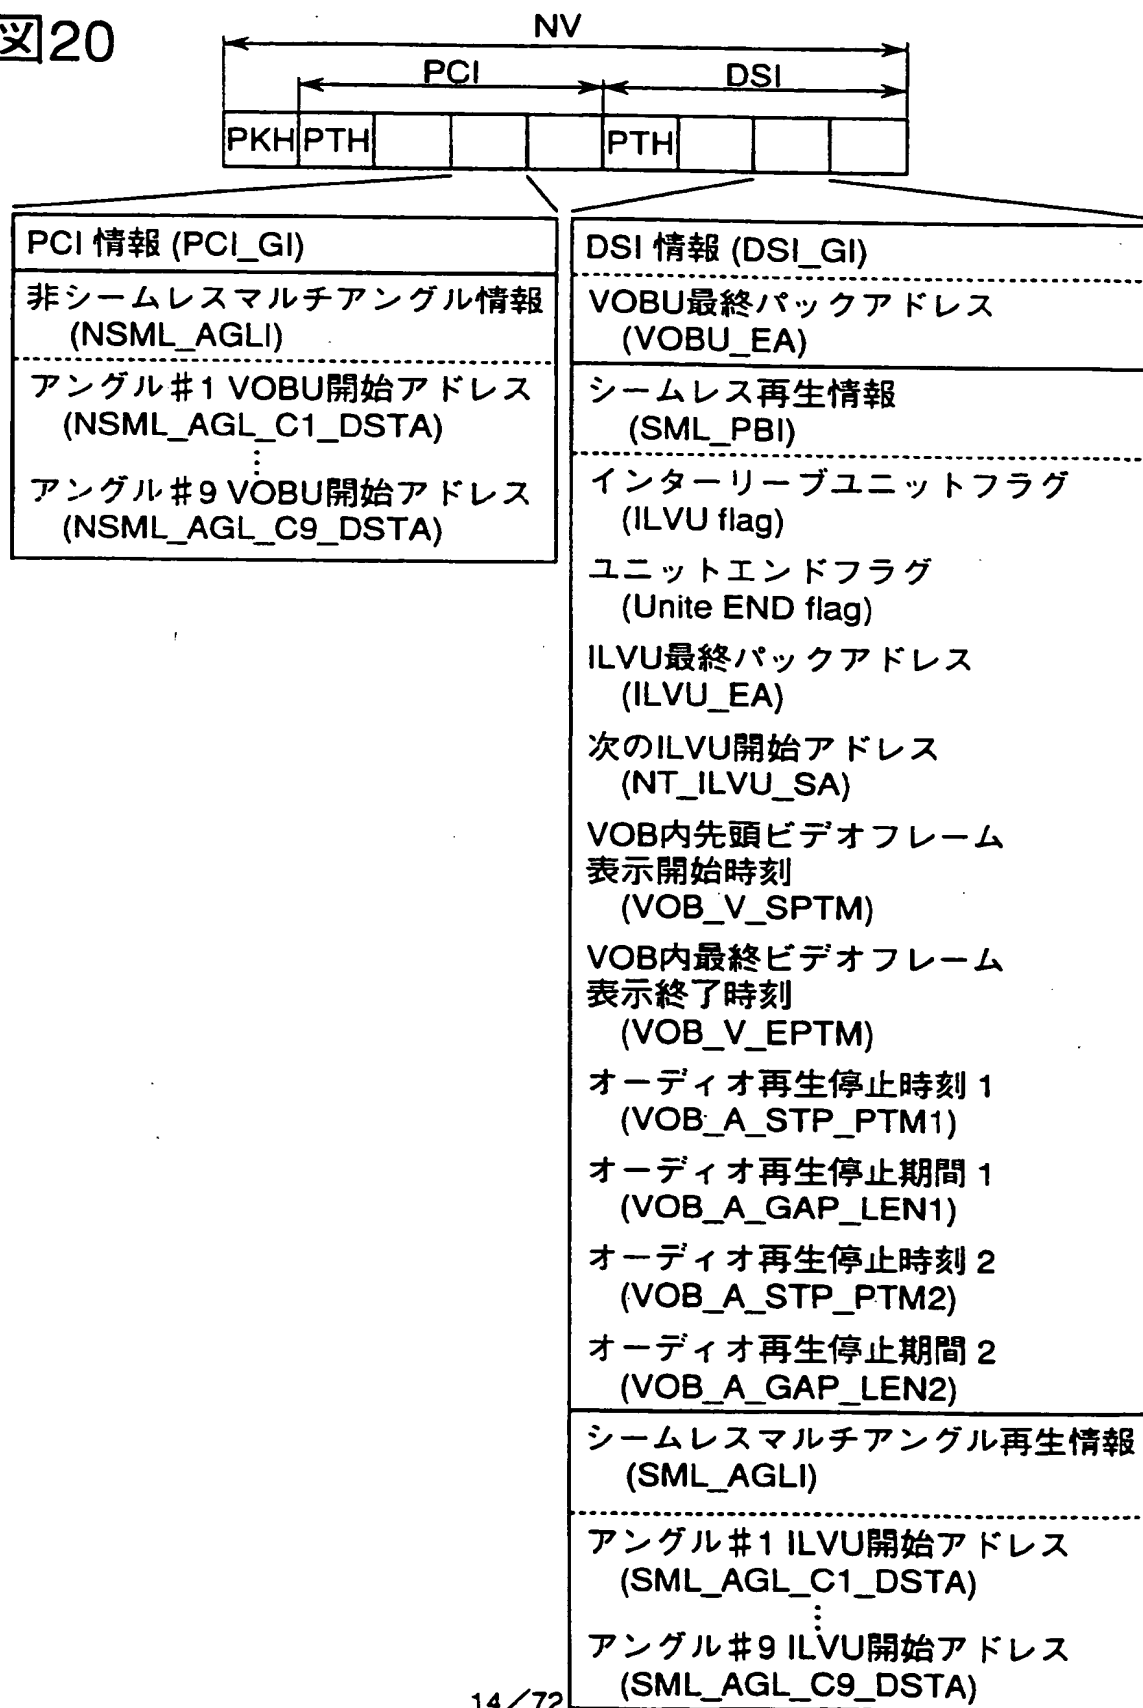 図20
NV
PCI DSI
PKH PTH PTH
PCI 情報 (PCI_GI)
非シームレスマルチアングル情報
(NSML_AGLI)
アングル#1 VOBU開始アドレス
(NSML_AGL_C1_DSTA)
⋮
アングル#9 VOBU開始アドレス
(NSML_AGL_C9_DSTA)
DSI 情報 (DSI_GI)
VOBU最終パックアドレス
(VOBU_EA)
シームレス再生情報
(SML_PBI)
インターリーブユニットフラグ
(ILVU flag)
ユニットエンドフラグ
(Unite END flag)
ILVU最終パックアドレス
(ILVU_EA)
次のILVU開始アドレス
(NT_ILVU_SA)
VOB内先頭ビデオフレーム
表示開始時刻
(VOB_V_SPTM)
VOB内最終ビデオフレーム
表示終了時刻
(VOB_V_EPTM)
オーディオ再生停止時刻 1
(VOB_A_STP_PTM1)
オーディオ再生停止期間 1
(VOB_A_GAP_LEN1)
オーディオ再生停止時刻 2
(VOB_A_STP_PTM2)
オーディオ再生停止期間 2
(VOB_A_GAP_LEN2)
シームレスマルチアングル再生情報
(SML_AGLI)
アングル#1 ILVU開始アドレス
(SML_AGL_C1_DSTA)
⋮
アングル#9 ILVU開始アドレス
(SML_AGL_C9_DSTA)
14/72